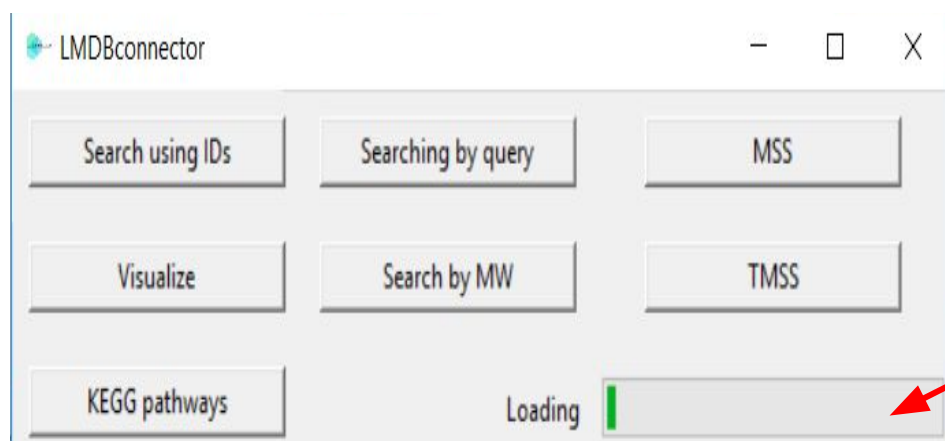 LMDBconnector
Search using IDs
Searching by query
MSS
Visualize
Search by MW
TMSS
KEGG pathways
Loading